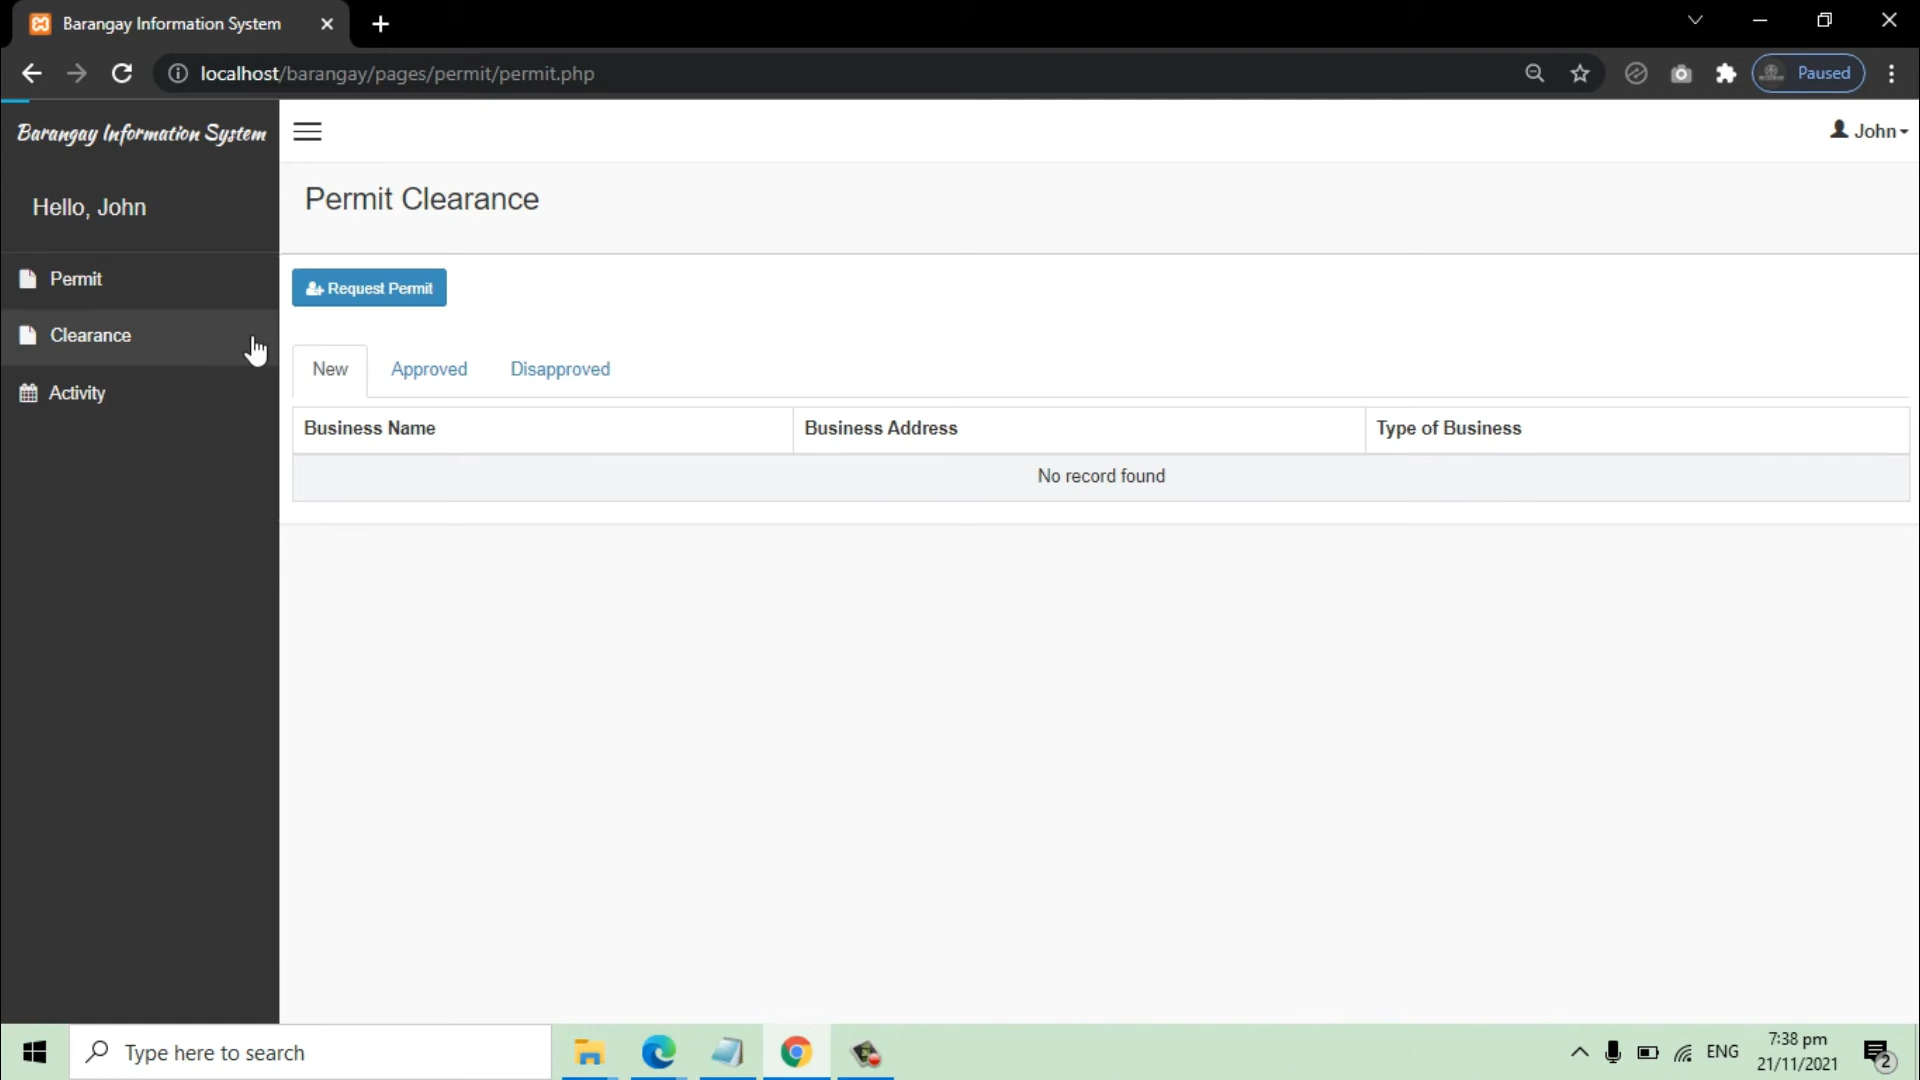 Barangay Information System
localhost/barangay/pages/permit/permit.php
Paused
Barangay Information System
John
Hello, John
Permit Clearance
Permit
Request Permit
Clearance
New Approved Disapproved
Activity
Business Name Business Address Type of Business
No record found
Type here to search
ENG
7:38 pm
21/11/2021
2